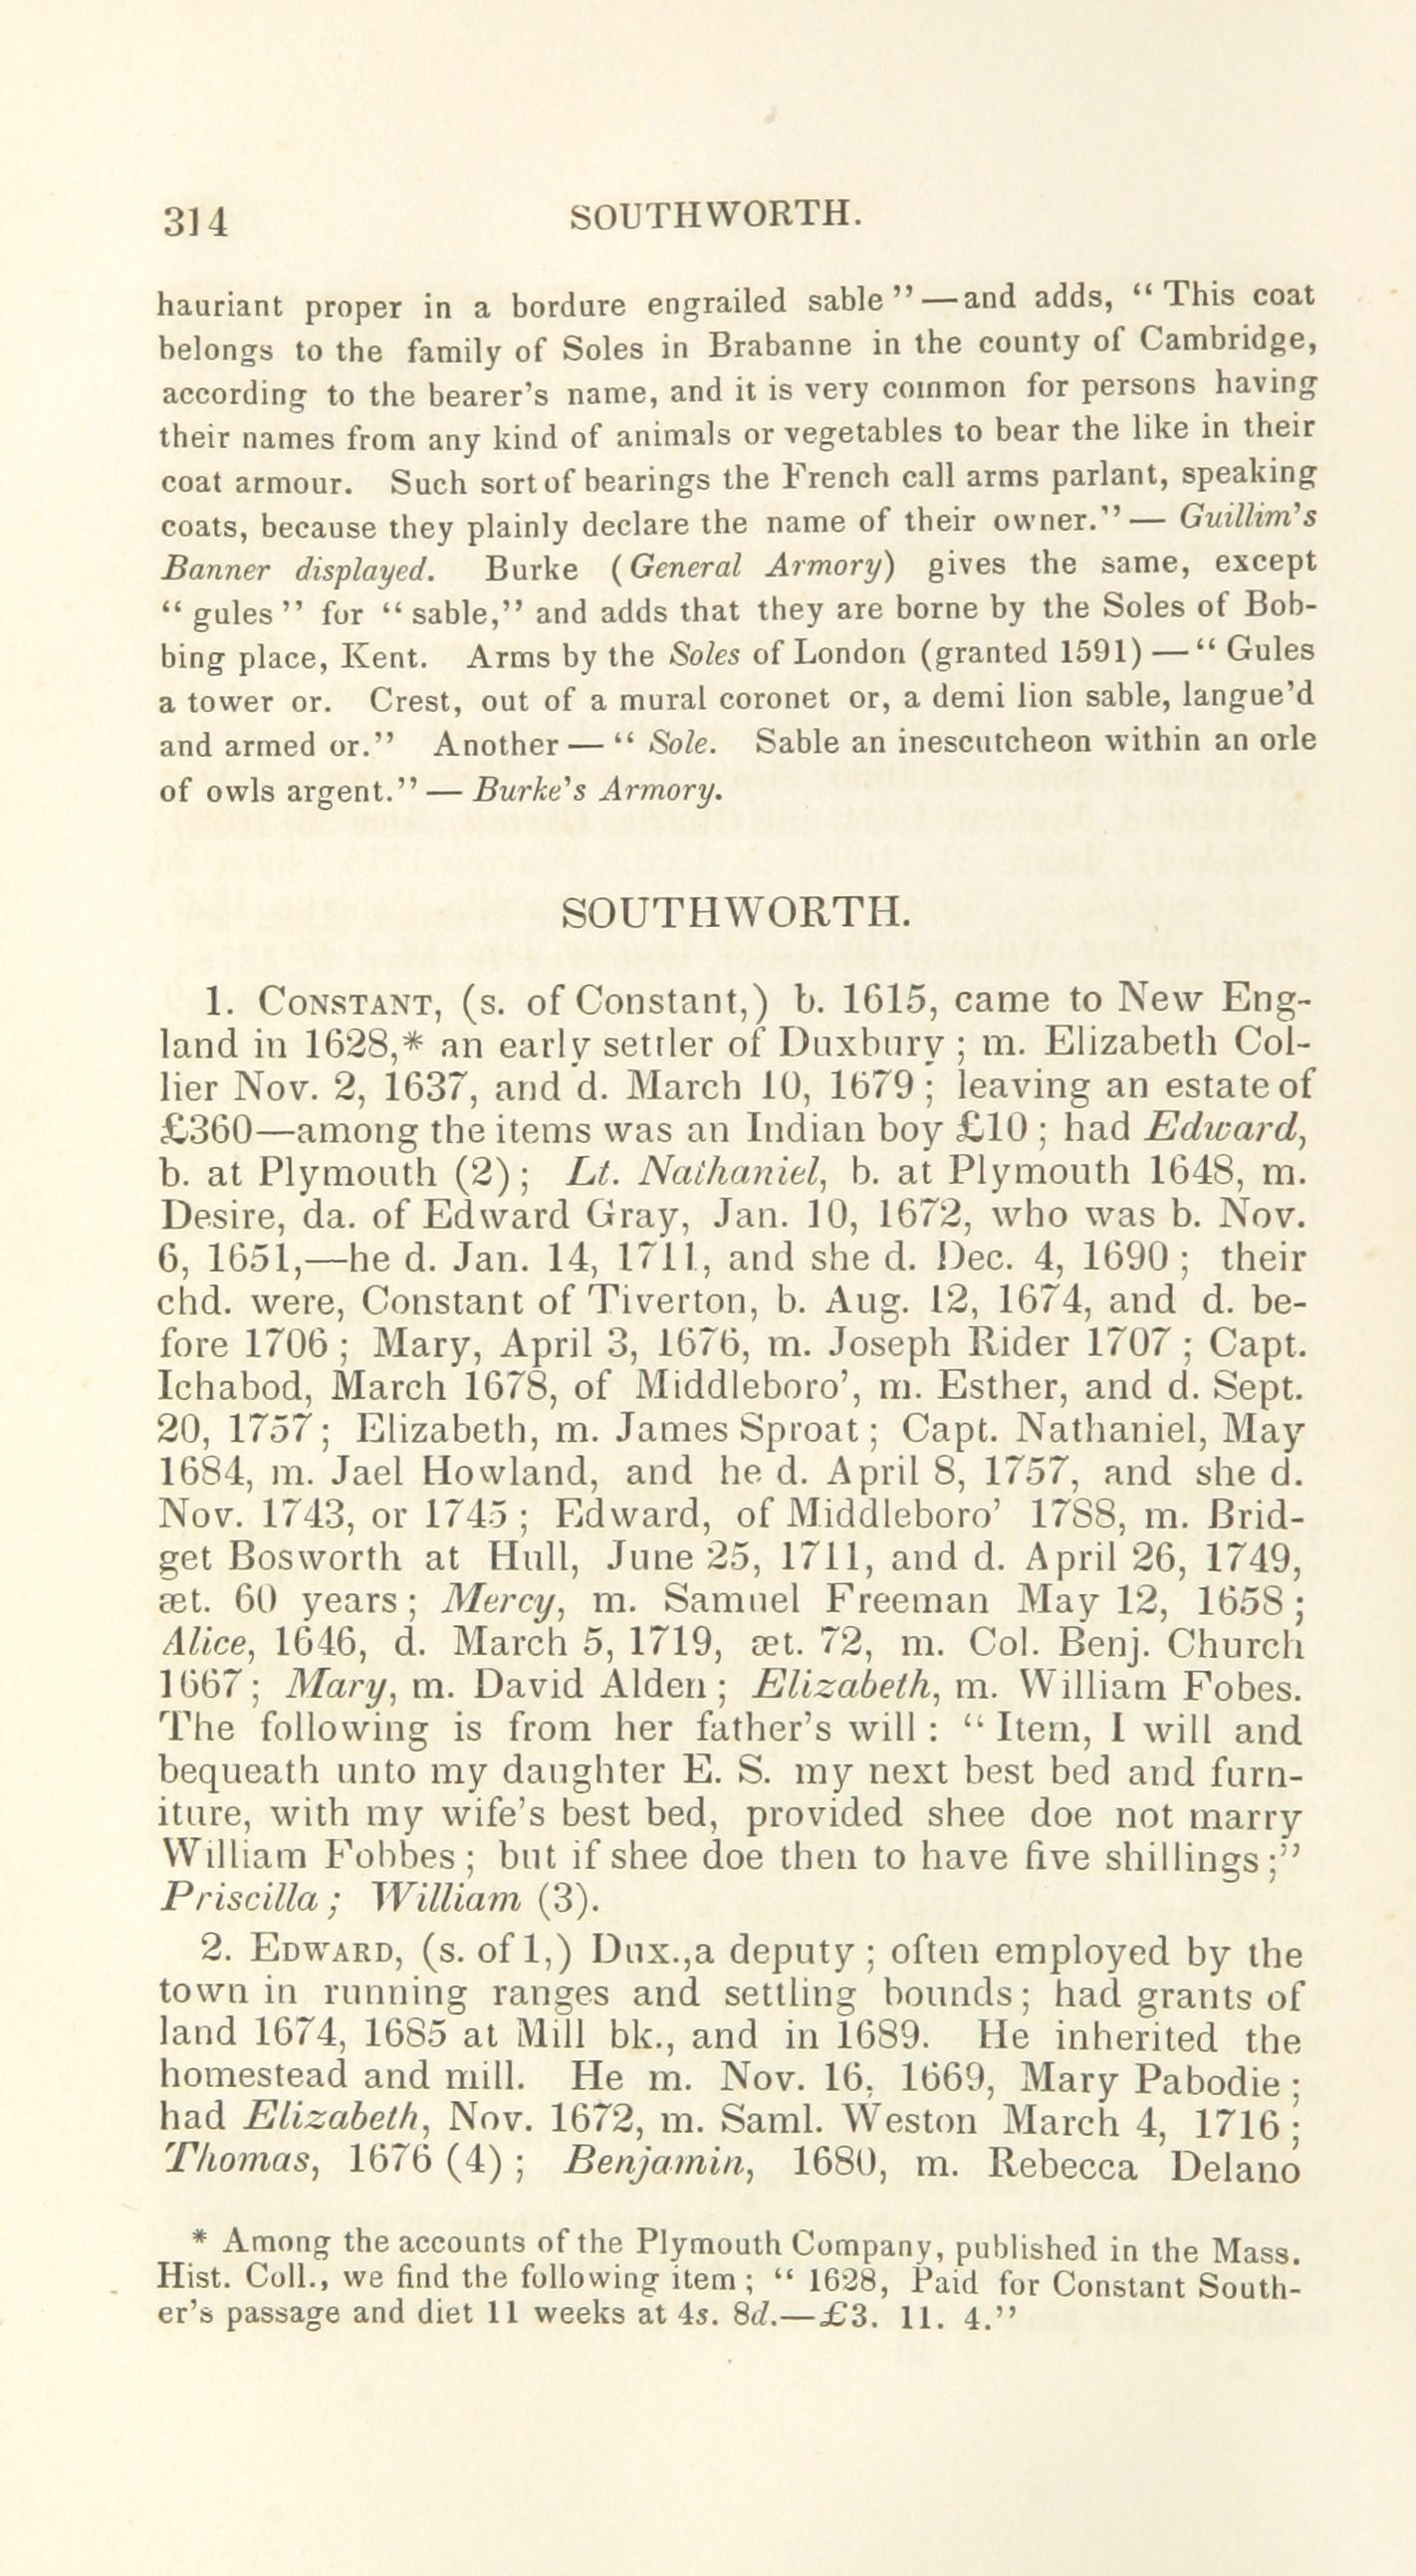 314
SOUTHWORTH.
hauriant proper in a bordure engrailed sable"—and adds, "This coat
belongs to the family of Soles in Brabanne in the county of Cambridge,
according to the bearer's name, and it is very common for persons having
their names from any kind of animals or vegetables to bear the like in their
coat armour. Such sort of bearings the French call arms parlant, speaking
coats, because they plainly declare the name of their owner."— Guillim's
Banner displayed. Burke (General Armory) gives the same, except
"gules" for "sable," and adds that they are borne by the Soles of Bob-
bing place, Kent. Arms by the Soles of London (granted 1591)—"Gules
a tower or. Crest, out of a mural coronet or, a demi lion sable, langue'd
and armed or." Another—"Sole. Sable an inescutcheon within an orle
of owls argent."—Burke's Armory.
SOUTHWORTH.
1. CONSTANT, (s. of Constant,) b. 1615, came to New Eng-
land in 1628,* an early settler of Duxbury; m. Elizabeth Col-
lier Nov. 2, 1637, and d. March 10, 1679; leaving an estate of
£360—among the items was an Indian boy £10; had Edward,
b. at Plymouth (2); Lt. Nathaniel, b. at Plymouth 1648, m.
Desire, da. of Edward Gray, Jan. 10, 1672, who was b. Nov.
6, 1651,—he d. Jan. 14, 1711, and she d. Dec. 4, 1690; their
chd. were, Constant of Tiverton, b. Aug. 12, 1674, and d. be-
fore 1706; Mary, April 3, 1676, m. Joseph Rider 1707; Capt.
Ichabod, March 1678, of Middleboro', m. Esther, and d. Sept.
20, 1757; Elizabeth, m. James Sproat; Capt. Nathaniel, May
1684, m. Jael Howland, and he d. April 8, 1757, and she d.
Nov. 1743, or 1745; Edward, of Middleboro' 1788, m. Brid-
get Bosworth at Hull, June 25, 1711, and d. April 26, 1749,
æt. 60 years; Mercy, m. Samuel Freeman May 12, 1658;
Alice, 1646, d. March 5, 1719, æt. 72, m. Col. Benj. Church
1667; Mary, m. David Alden; Elizabeth, m. William Fobes.
The following is from her father's will: "Item, I will and
bequeath unto my daughter E. S. my next best bed and furn-
iture, with my wife's best bed, provided shee doe not marry
William Fobbes; but if shee doe then to have five shillings;"
Priscilla; William (3).
2. EDWARD, (s. of 1,) Dux.,a deputy; often employed by the
town in running ranges and settling bounds; had grants of
land 1674, 1685 at Mill bk., and in 1689. He inherited the
homestead and mill. He m. Nov. 16, 1669, Mary Pabodie;
had Elizabeth, Nov. 1672, m. Saml. Weston March 4, 1716;
Thomas, 1676 (4); Benjamin, 1680, m. Rebecca Delano
* Among the accounts of the Plymouth Company, published in the Mass.
Hist. Coll., we find the following item; "1628, Paid for Constant South-
er's passage and diet 11 weeks at 4s. 8d.—£3. 11. 4."